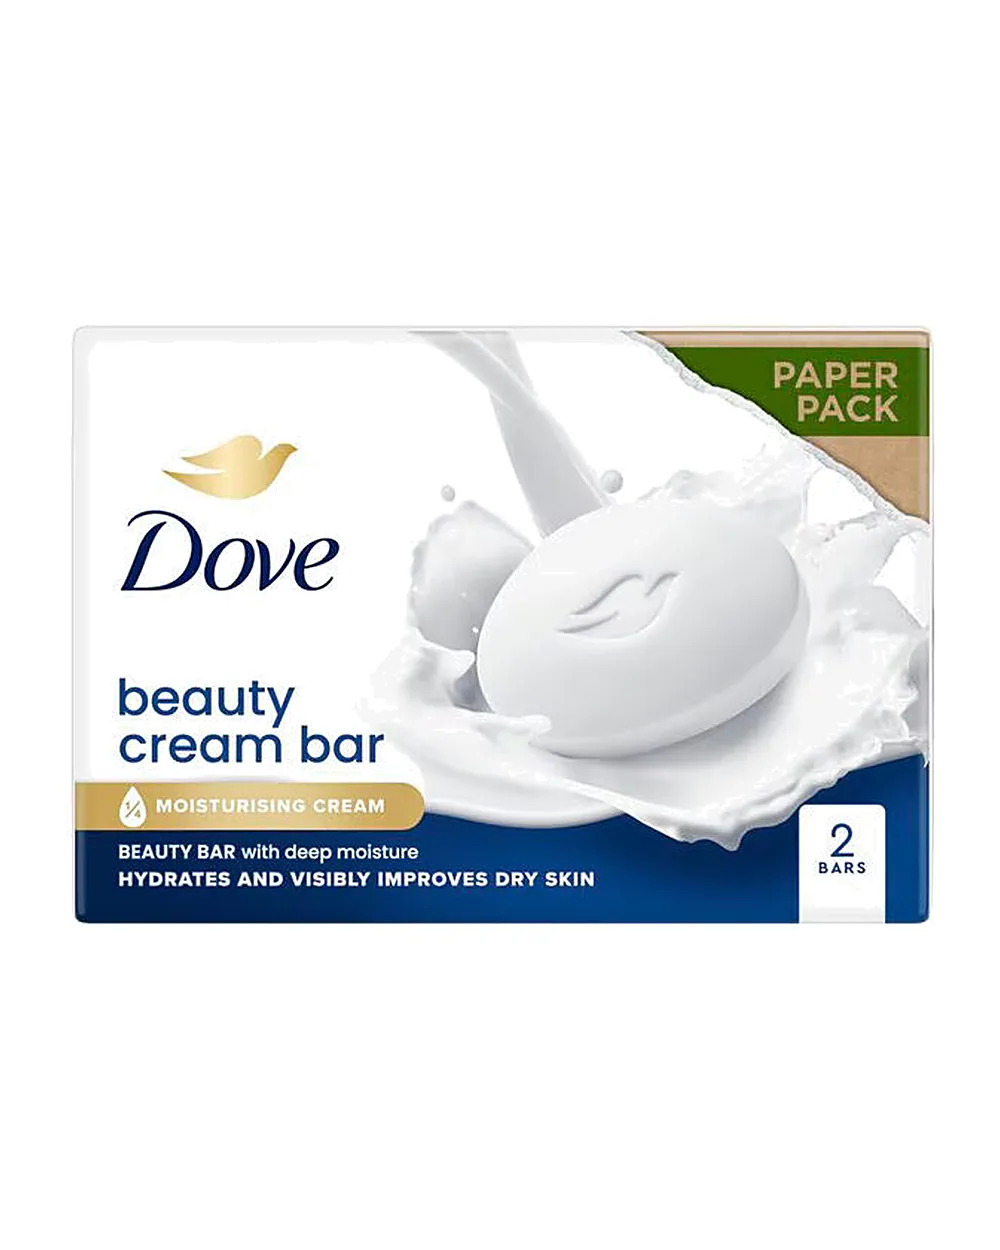 PAPER
PACK
Dove
beauty
cream bar
¼ MOISTURISING CREAM
BEAUTY BAR with deep moisture
HYDRATES AND VISIBLY IMPROVES DRY SKIN
2
BARS